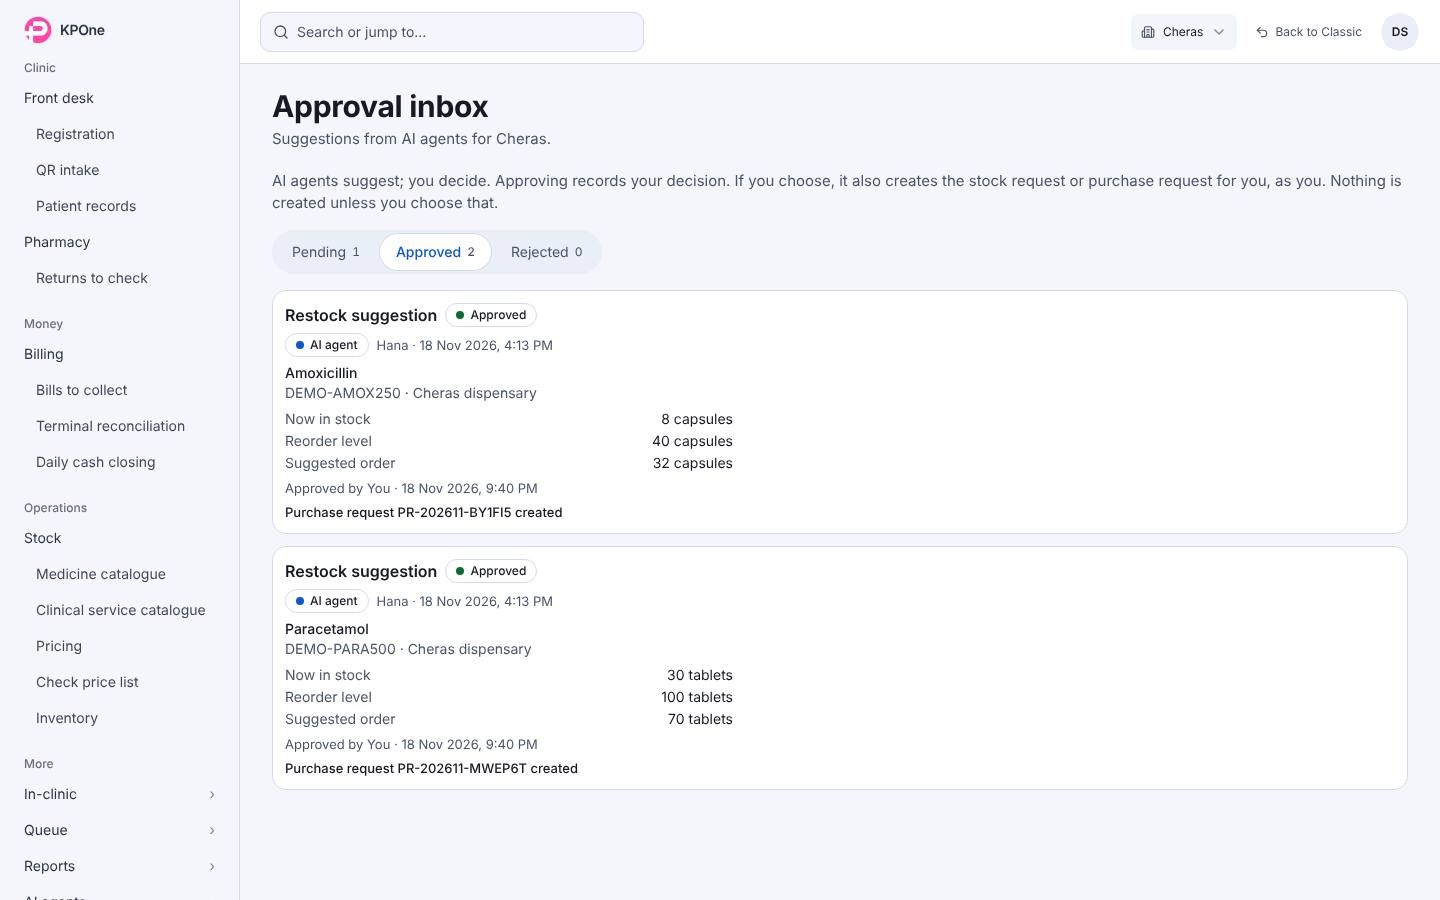 KPOne
Clinic
Front desk
Registration
QR intake
Patient records
Pharmacy
Returns to check
Money
Billing
Bills to collect
Terminal reconciliation
Daily cash closing
Operations
Stock
Medicine catalogue
Clinical service catalogue
Pricing
Check price list
Inventory
More
In-clinic
Queue
Reports
AI agents
Search or jump to...
Cheras
Back to Classic
DS
Approval inbox
Suggestions from AI agents for Cheras.
AI agents suggest; you decide. Approving records your decision. If you choose, it also creates the stock request or purchase request for you, as you. Nothing is
created unless you choose that.
Pending 1 Approved 2 Rejected 0
Restock suggestion Approved
AI agent Hana · 18 Nov 2026, 4:13 PM
Amoxicillin
DEMO-AMOX250 · Cheras dispensary
Now in stock 8 capsules
Reorder level 40 capsules
Suggested order 32 capsules
Approved by You · 18 Nov 2026, 9:40 PM
Purchase request PR-202611-BY1FI5 created
Restock suggestion Approved
AI agent Hana · 18 Nov 2026, 4:13 PM
Paracetamol
DEMO-PARA500 · Cheras dispensary
Now in stock 30 tablets
Reorder level 100 tablets
Suggested order 70 tablets
Approved by You · 18 Nov 2026, 9:40 PM
Purchase request PR-202611-MWEP6T created